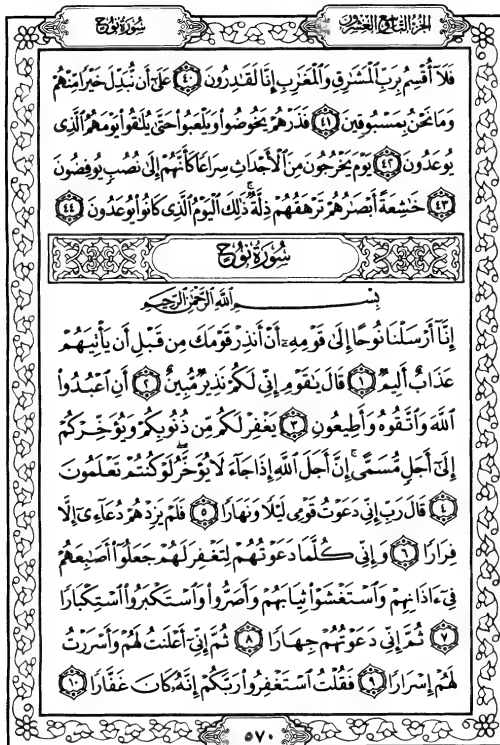 الجزء التاسع والعشرون
سورة نوح
فَلَآ أُقْسِمُ بِرَبِّ ٱلْمَشَٰرِقِ وَٱلْمَغَٰرِبِ إِنَّا لَقَٰدِرُونَ ٤٠ عَلَىٰٓ أَن نُّبَدِّلَ خَيْرًا مِّنْهُمْ
وَمَا نَحْنُ بِمَسْبُوقِينَ ٤١ فَذَرْهُمْ يَخُوضُوا۟ وَيَلْعَبُوا۟ حَتَّىٰ يُلَٰقُوا۟ يَوْمَهُمُ ٱلَّذِى
يُوعَدُونَ ٤٢ يَوْمَ يَخْرُجُونَ مِنَ ٱلْأَجْدَاثِ سِرَاعًا كَأَنَّهُمْ إِلَىٰ نُصُبٍ يُوفِضُونَ
٤٣ خَٰشِعَةً أَبْصَٰرُهُمْ تَرْهَقُهُمْ ذِلَّةٌ ۚ ذَٰلِكَ ٱلْيَوْمُ ٱلَّذِى كَانُوا۟ يُوعَدُونَ ٤٤
سُورَةُ نُوحٍ
بِسْمِ ٱللَّهِ ٱلرَّحْمَٰنِ ٱلرَّحِيمِ
إِنَّآ أَرْسَلْنَا نُوحًا إِلَىٰ قَوْمِهِۦٓ أَنْ أَنذِرْ قَوْمَكَ مِن قَبْلِ أَن يَأْتِيَهُمْ
عَذَابٌ أَلِيمٌ ١ قَالَ يَٰقَوْمِ إِنِّى لَكُمْ نَذِيرٌ مُّبِينٌ ٢ أَنِ ٱعْبُدُوا۟
ٱللَّهَ وَٱتَّقُوهُ وَأَطِيعُونِ ٣ يَغْفِرْ لَكُم مِّن ذُنُوبِكُمْ وَيُؤَخِّرْكُمْ
إِلَىٰٓ أَجَلٍ مُّسَمًّى ۚ إِنَّ أَجَلَ ٱللَّهِ إِذَا جَآءَ لَا يُؤَخَّرُ ۖ لَوْ كُنتُمْ تَعْلَمُونَ
٤ قَالَ رَبِّ إِنِّى دَعَوْتُ قَوْمِى لَيْلًا وَنَهَارًا ٥ فَلَمْ يَزِدْهُمْ دُعَآءِىٓ إِلَّا
فِرَارًا ٦ وَإِنِّى كُلَّمَا دَعَوْتُهُمْ لِتَغْفِرَ لَهُمْ جَعَلُوٓا۟ أَصَٰبِعَهُمْ
فِىٓ ءَاذَانِهِمْ وَٱسْتَغْشَوْا۟ ثِيَابَهُمْ وَأَصَرُّوا۟ وَٱسْتَكْبَرُوا۟ ٱسْتِكْبَارًا
٧ ثُمَّ إِنِّى دَعَوْتُهُمْ جِهَارًا ٨ ثُمَّ إِنِّىٓ أَعْلَنتُ لَهُمْ وَأَسْرَرْتُ
لَهُمْ إِسْرَارًا ٩ فَقُلْتُ ٱسْتَغْفِرُوا۟ رَبَّكُمْ إِنَّهُۥ كَانَ غَفَّارًا ١٠
٥٧٠